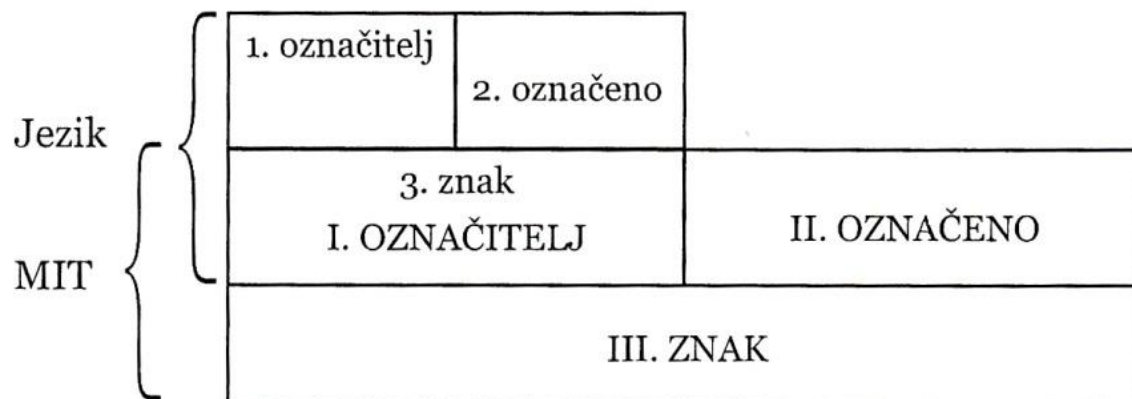 1. označitelj
2. označeno
Jezik
3. znak
I. OZNAČITELJ
II. OZNAČENO
MIT
III. ZNAK